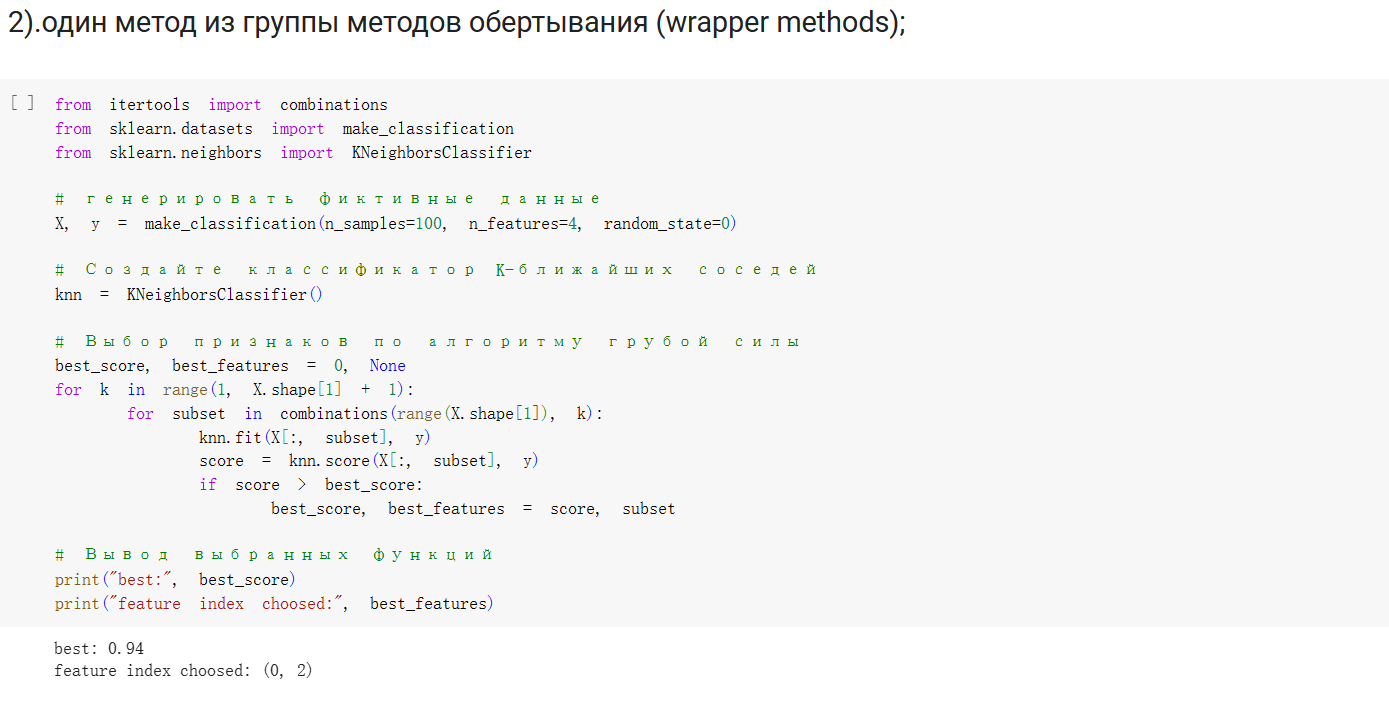 2).один метод из группы методов обертывания (wrapper methods);
[ ] from itertools import combinations
from sklearn.datasets import make_classification
from sklearn.neighbors import KNeighborsClassifier
# генерировать фиктивные данные
X, y = make_classification(n_samples=100, n_features=4, random_state=0)
# Создайте классификатор K-ближайших соседей
knn = KNeighborsClassifier()
# Выбор признаков по алгоритму грубой силы
best_score, best_features = 0, None
for k in range(1, X.shape[1] + 1):
for subset in combinations(range(X.shape[1]), k):
knn.fit(X[:, subset], y)
score = knn.score(X[:, subset], y)
if score > best_score:
best_score, best_features = score, subset
# Вывод выбранных функций
print("best:", best_score)
print("feature index choosed:", best_features)
best: 0.94
feature index choosed: (0, 2)